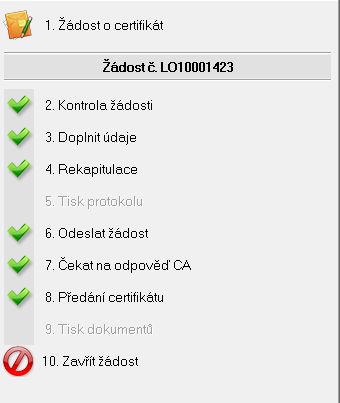 1. Žádost o certifikát
Žádost č. LO10001423
2. Kontrola žádosti
3. Doplnit údaje
4. Rekapitulace
5. Tisk protokolu
6. Odeslat žádost
7. Čekat na odpověď CA
8. Předání certifikátu
9. Tisk dokumentů
10. Zavřít žádost